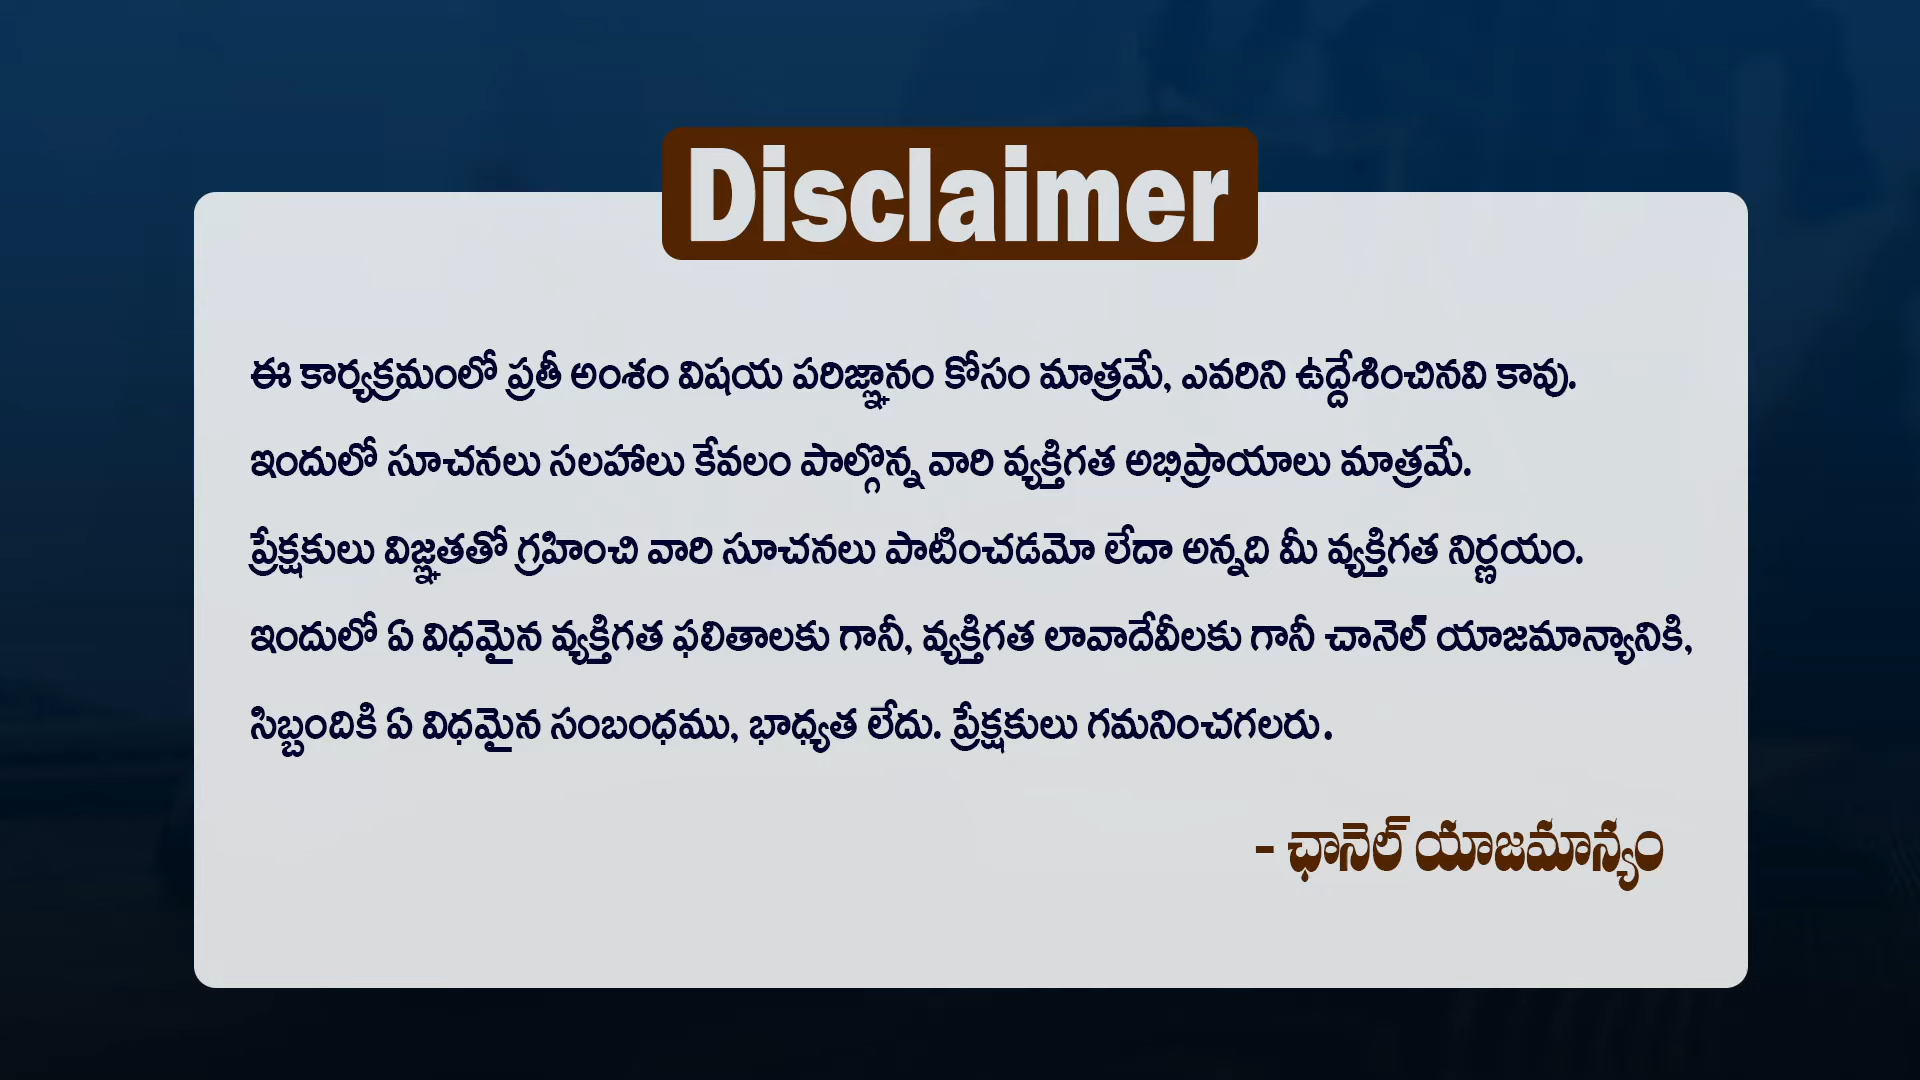 Disclaimer
ఈ కార్యక్రమంలో ప్రతీ అంశం విషయ పరిజ్ఞానం కోసం మాత్రమే, ఎవరిని ఉద్దేశించినవి కావు.
ఇందులో సూచనలు సలహాలు కేవలం పాల్గొన్న వారి వ్యక్తిగత అభిప్రాయాలు మాత్రమే.
ప్రేక్షకులు విజ్ఞతతో గ్రహించి వారి సూచనలు పాటించడమో లేదా అన్నది మీ వ్యక్తిగత నిర్ణయం.
ఇందులో ఏ విధమైన వ్యక్తిగత ఫలితాలకు గానీ, వ్యక్తిగత లావాదేవీలకు గానీ చానెల్ యాజమాన్యానికి,
సిబ్బందికి ఏ విధమైన సంబంధము, భాధ్యత లేదు. ప్రేక్షకులు గమనించగలరు.
- ఛానెల్ యాజమాన్యం